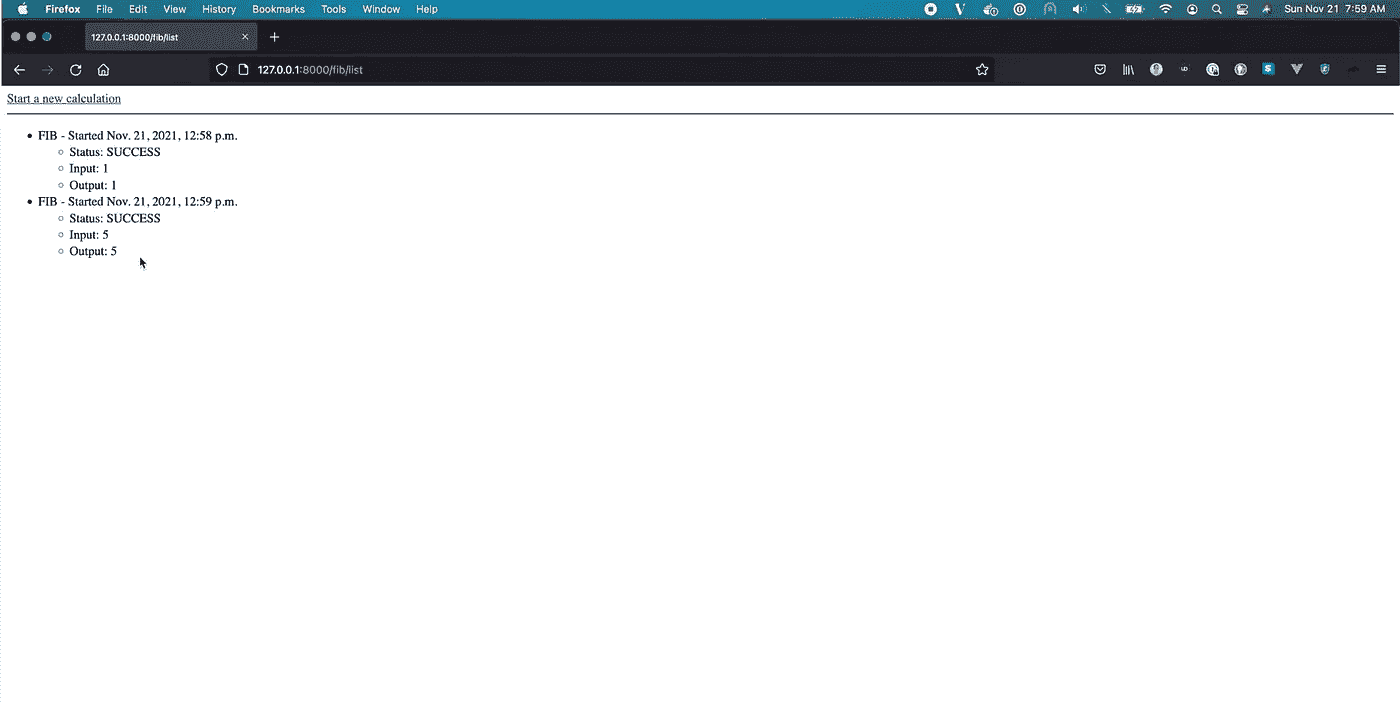 Firefox File Edit View History Bookmarks Tools Window Help Sun Nov 21 7:59 AM
127.0.0.1:8000/fib/list
127.0.0.1:8000/fib/list
Start a new calculation
FIB - Started Nov. 21, 2021, 12:58 p.m.
Status: SUCCESS
Input: 1
Output: 1
FIB - Started Nov. 21, 2021, 12:59 p.m.
Status: SUCCESS
Input: 5
Output: 5